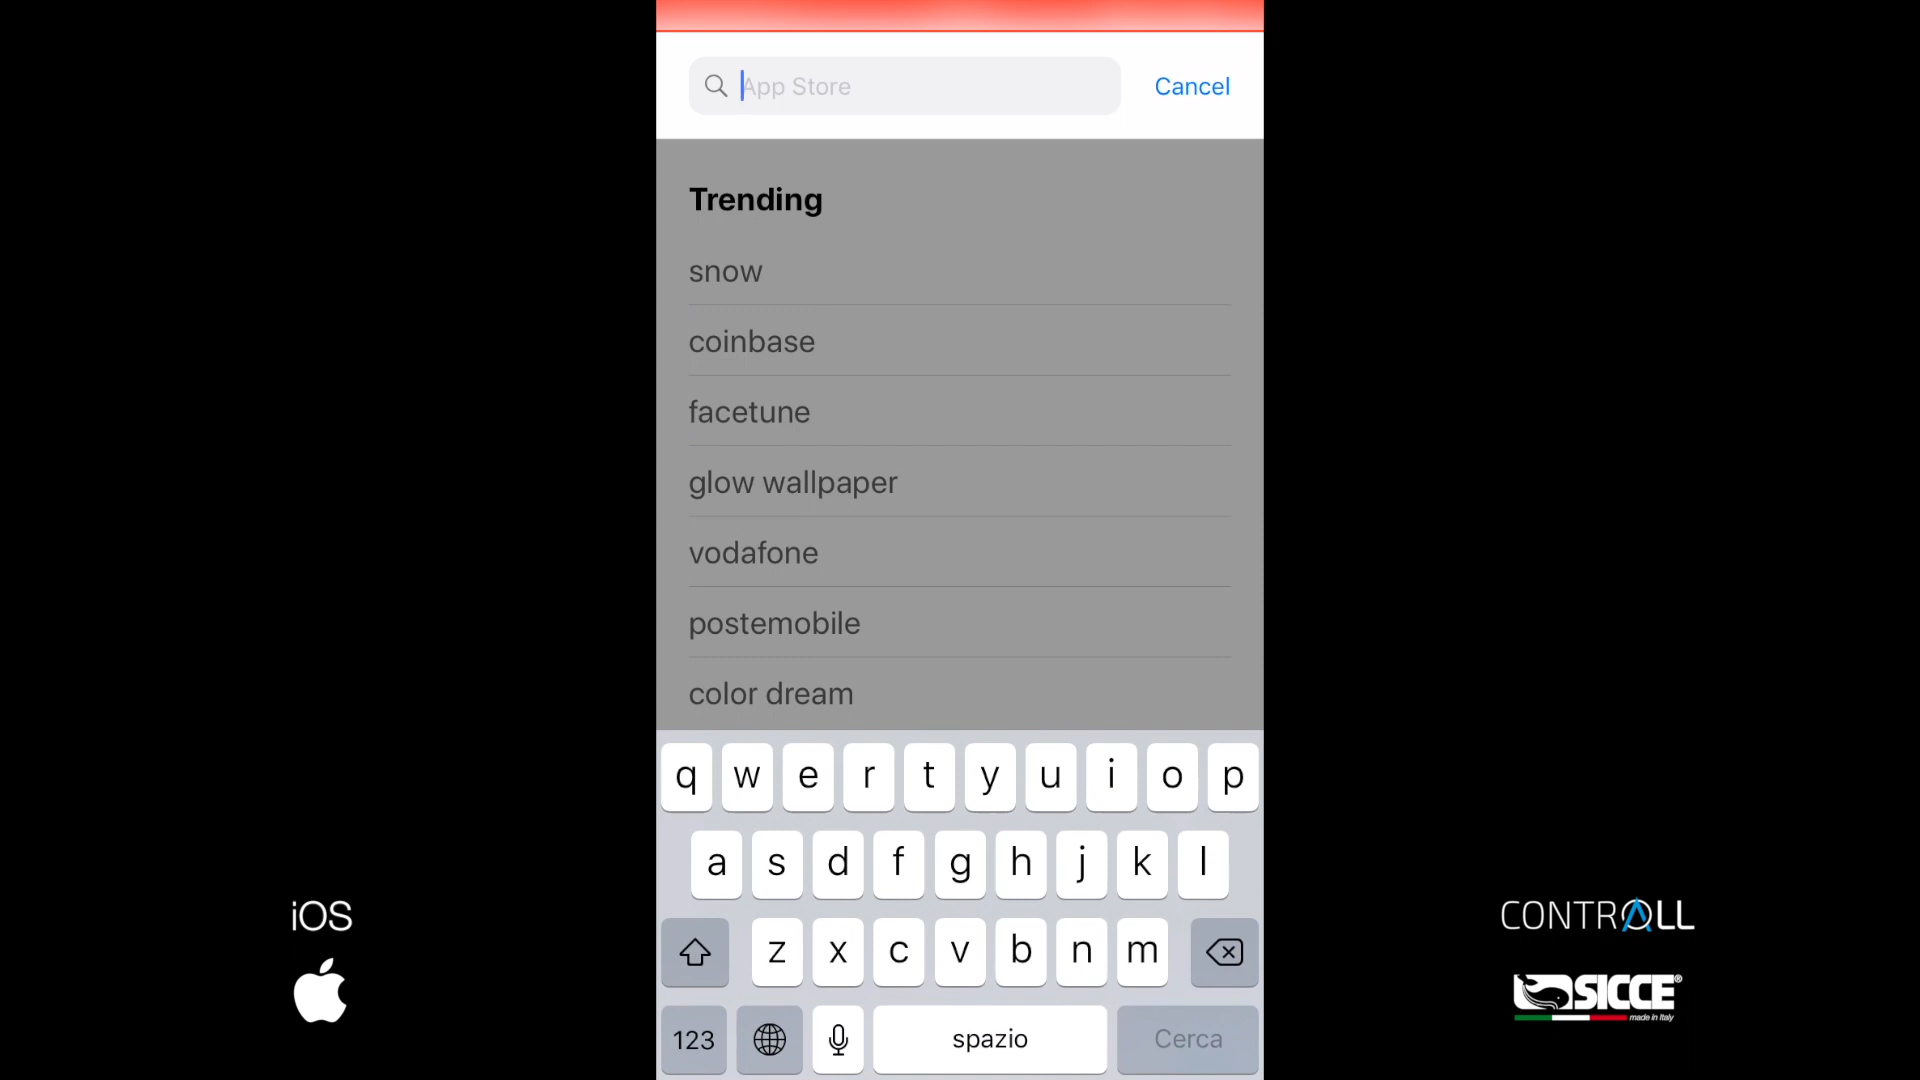 App Store
Cancel
Trending
snow
coinbase
facetune
glow wallpaper
vodafone
postemobile
color dream
q w e r t y u i o p
a s d f g h j k l
z x c v b n m
123
spazio
Cerca
iOS
CONTRALL
SICCE®
made in Italy